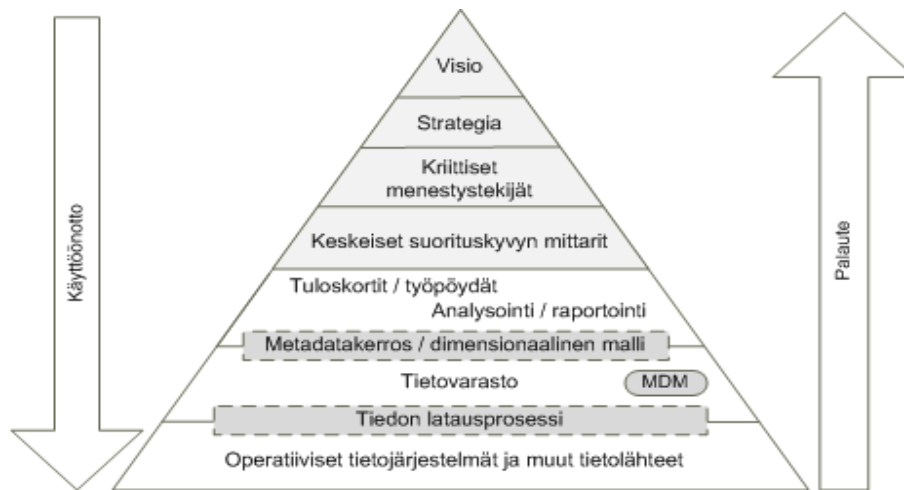 Visio
Strategia
Kriittiset
menestystekijät
Keskeiset suorituskyvyn mittarit
Tuloskortit / työpöydät
Analysointi / raportointi
Metadatakerros / dimensionaalinen malli
Tietovarasto
MDM
Tiedon latausprosessi
Operatiiviset tietojärjestelmät ja muut tietolähteet
Käyttöönotto
Palaute